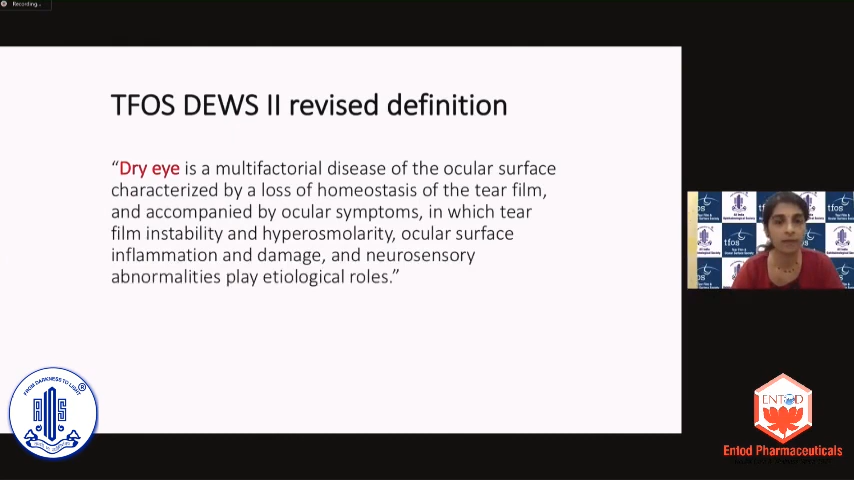 Recording...
TFOS DEWS II revised definition
“Dry eye is a multifactorial disease of the ocular surface
characterized by a loss of homeostasis of the tear film,
and accompanied by ocular symptoms, in which tear
film instability and hyperosmolarity, ocular surface
inflammation and damage, and neurosensory
abnormalities play etiological roles.”
tfos
FROM DARKNESS TO LIGHT
AIOS
ENTOD
Entod Pharmaceuticals